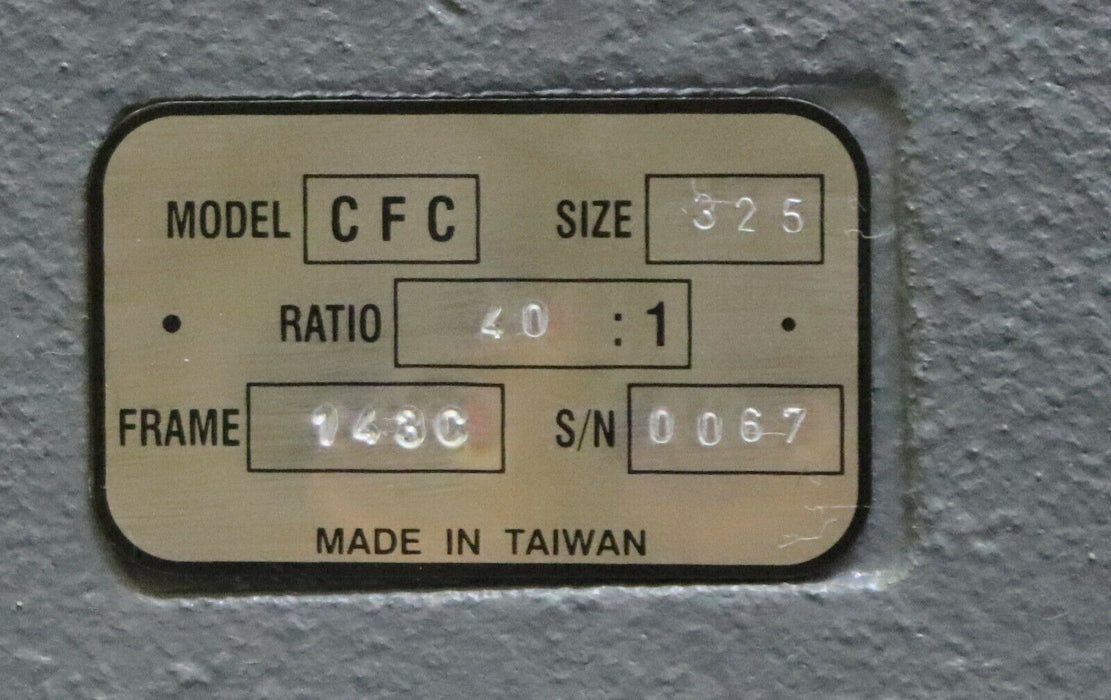 MODEL CFC SIZE 325
RATIO 40 :1
FRAME 143C S/N 0067
MADE IN TAIWAN